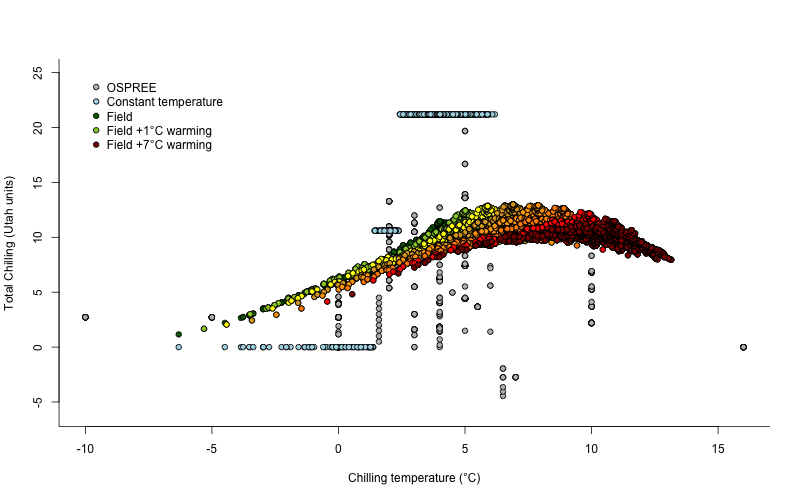 25
20
15
10
5
0
-5
Total Chilling (Utah units)
OSPREE
Constant temperature
Field
Field +1°C warming
Field +7°C warming
-10 -5 0 5 10 15
Chilling temperature (°C)